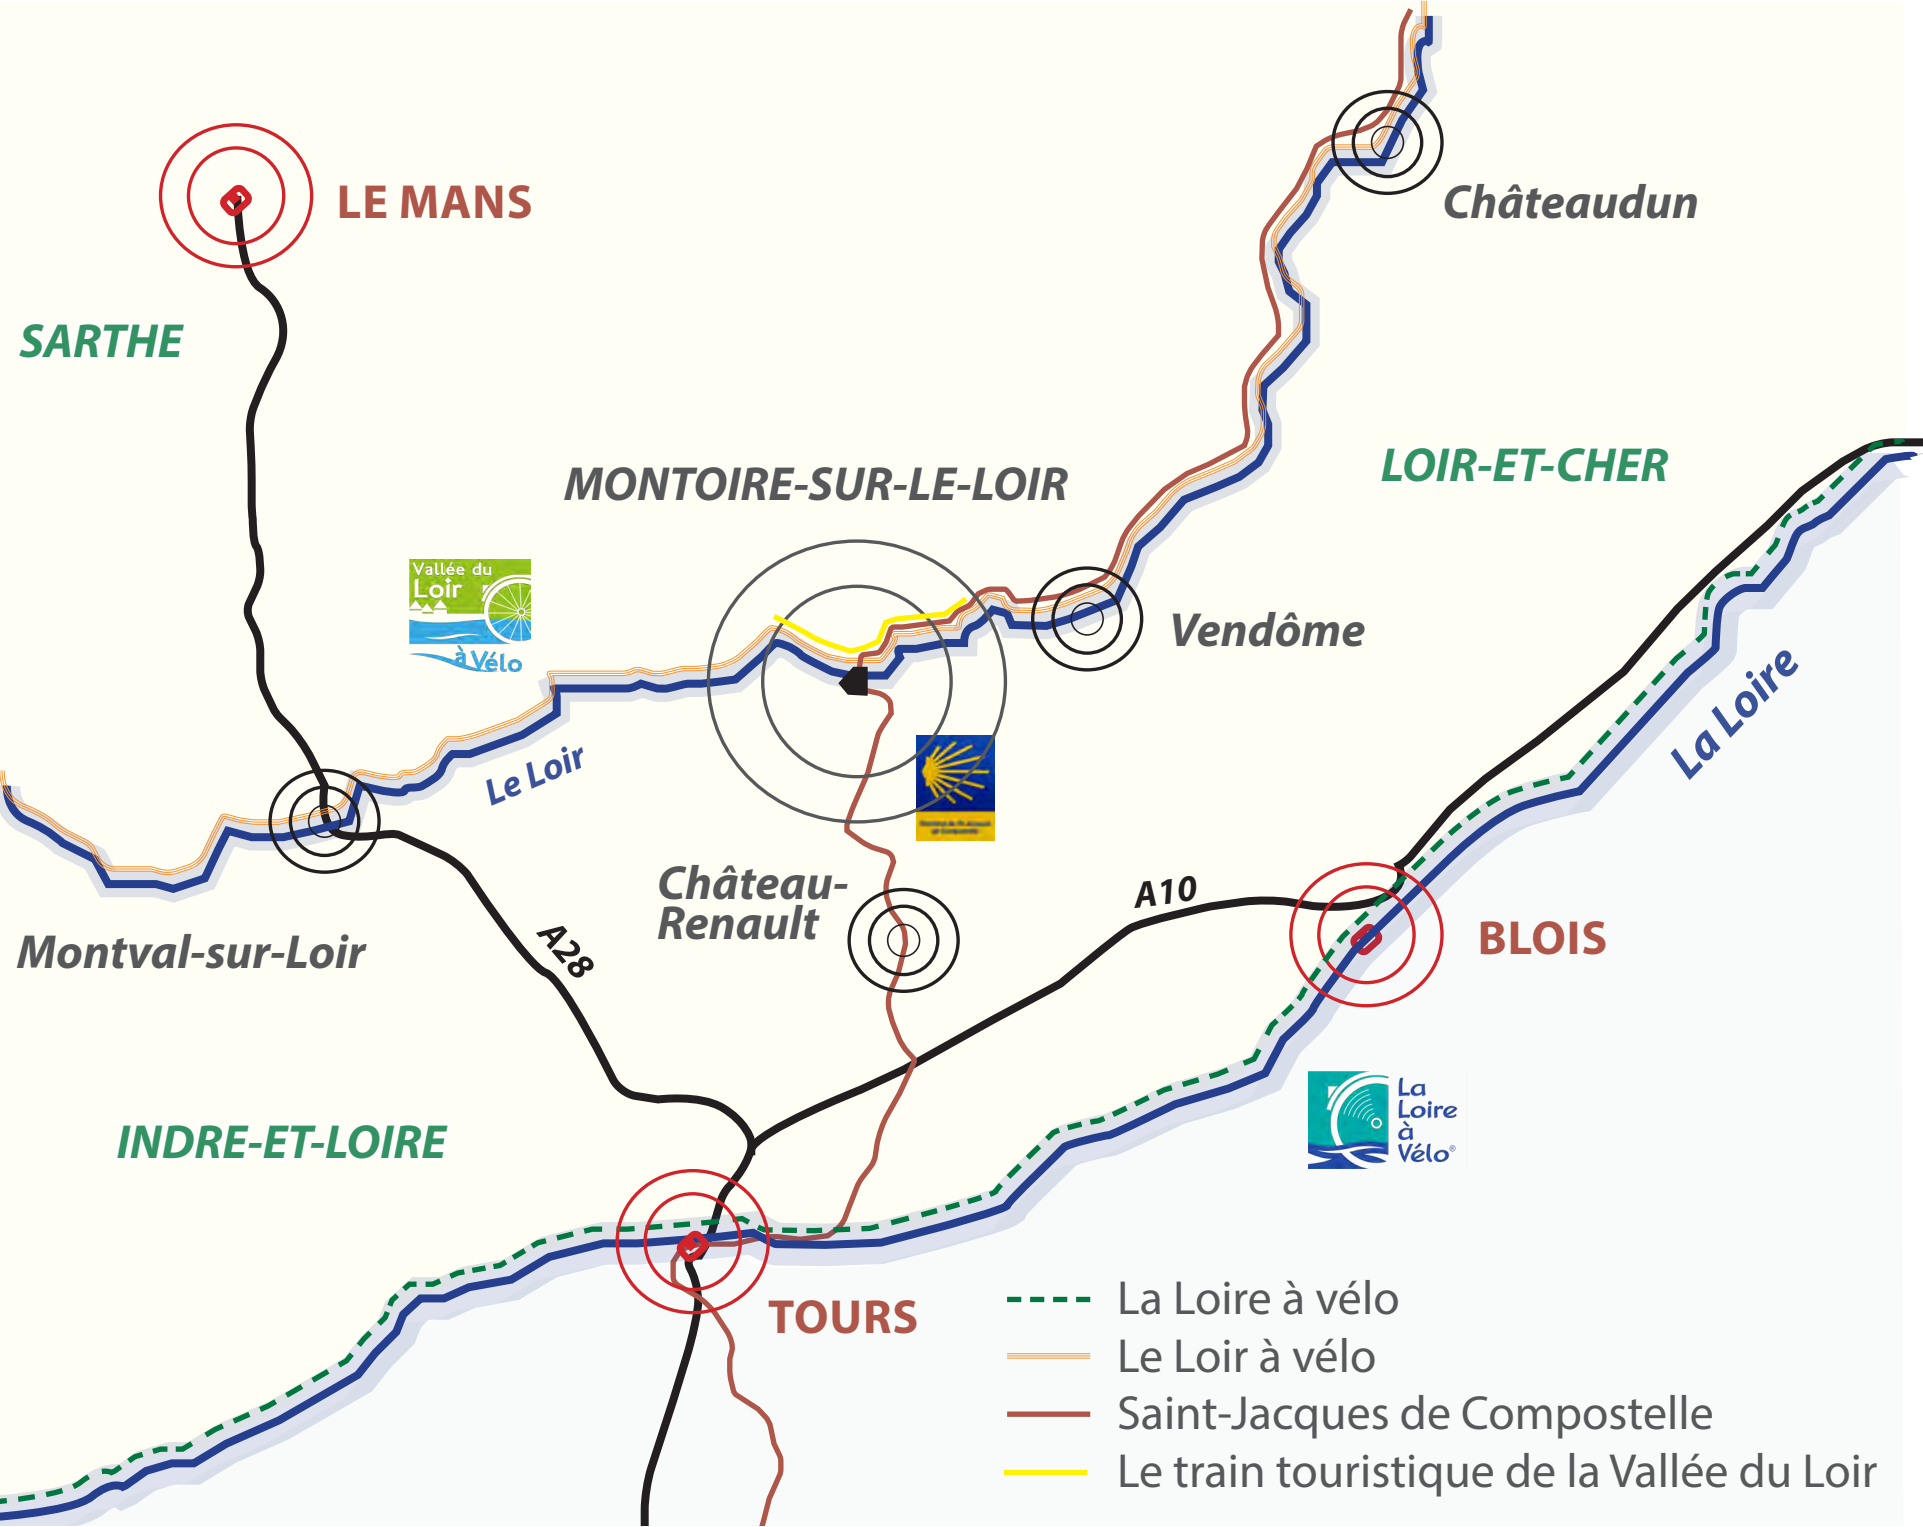 Châteaudun
LE MANS
SARTHE
LOIR-ET-CHER
MONTOIRE-SUR-LE-LOIR
Vallée du
Loir
à Vélo
Vendôme
La Loire
Le Loir
Château-
Renault
A10
BLOIS
Montval-sur-Loir
A28
La
Loire
à
Vélo®
INDRE-ET-LOIRE
TOURS
La Loire à vélo
Le Loir à vélo
Saint-Jacques de Compostelle
Le train touristique de la Vallée du Loir